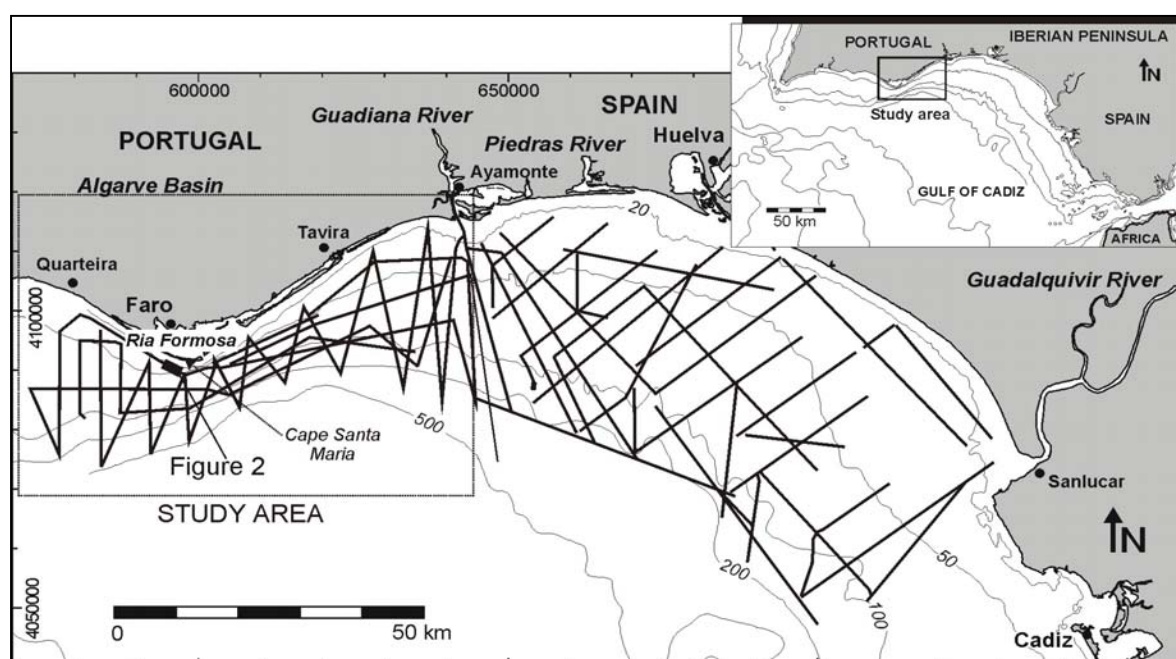 600000
650000
PORTUGAL
SPAIN
Guadiana River
Piedras River
Huelva
Ayamonte
Algarve Basin
20
Tavira
Quarteira
Faro
Ria Formosa
4100000
Cape Santa
Maria
500
Figure 2
STUDY AREA
4050000
0
50 km
200
100
50
Guadalquivir River
Sanlucar
N
Cadiz
PORTUGAL
IBERIAN PENINSULA
N
Study area
SPAIN
GULF OF CADIZ
50 km
AFRICA